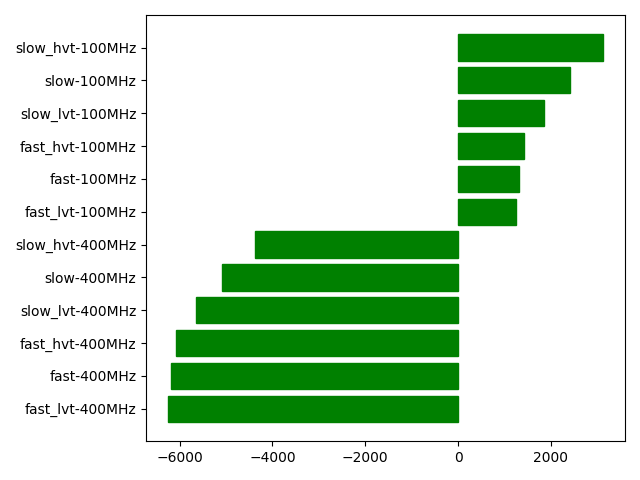 slow_hvt-100MHz
slow-100MHz
slow_lvt-100MHz
fast_hvt-100MHz
fast-100MHz
fast_lvt-100MHz
slow_hvt-400MHz
slow-400MHz
slow_lvt-400MHz
fast_hvt-400MHz
fast-400MHz
fast_lvt-400MHz
−6000 −4000 −2000 0 2000